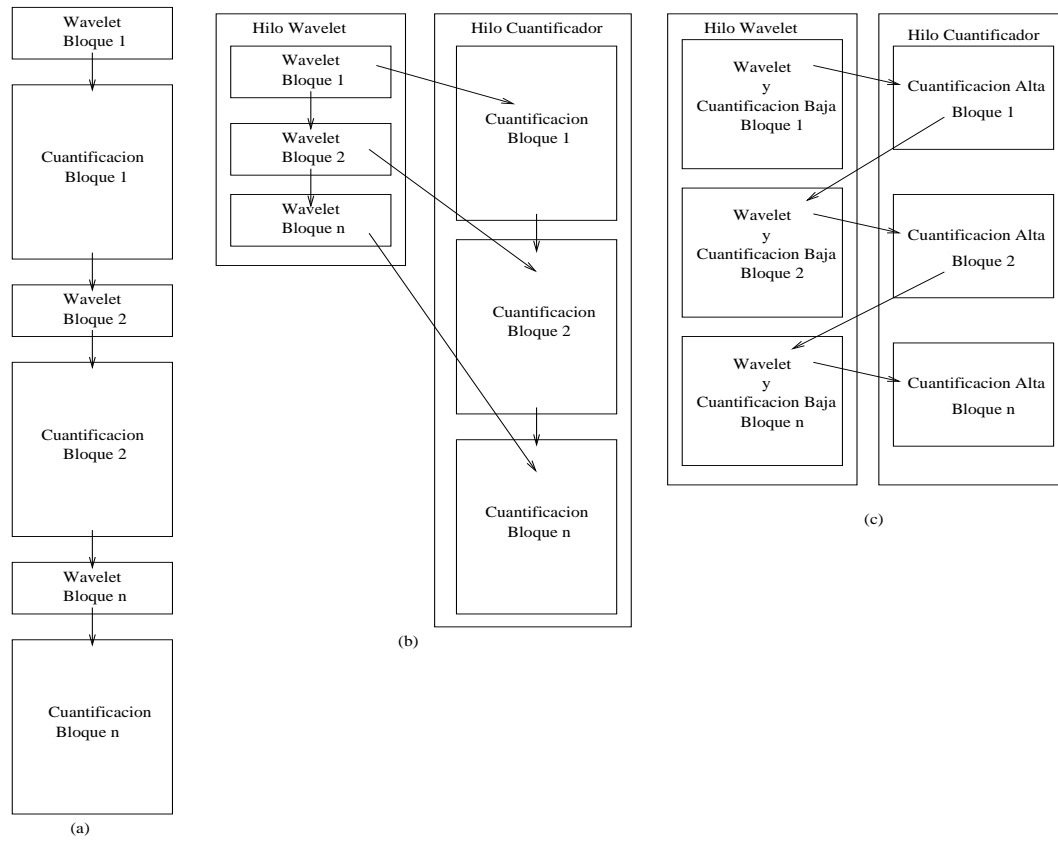 Wavelet
Bloque 1
Cuantificacion
Bloque 1
Wavelet
Bloque 2
Cuantificacion
Bloque 2
Wavelet
Bloque n
Cuantificacion
Bloque n
(a)
Hilo Wavelet
Wavelet
Bloque 1
Wavelet
Bloque 2
Wavelet
Bloque n
Hilo Cuantificador
Cuantificacion
Bloque 1
Cuantificacion
Bloque 2
Cuantificacion
Bloque n
(b)
Hilo Wavelet
Wavelet
y
Cuantificacion Baja
Bloque 1
Wavelet
y
Cuantificacion Baja
Bloque 2
Wavelet
y
Cuantificacion Baja
Bloque n
Hilo Cuantificador
Cuantificacion Alta
Bloque 1
Cuantificacion Alta
Bloque 2
Cuantificacion Alta
Bloque n
(c)